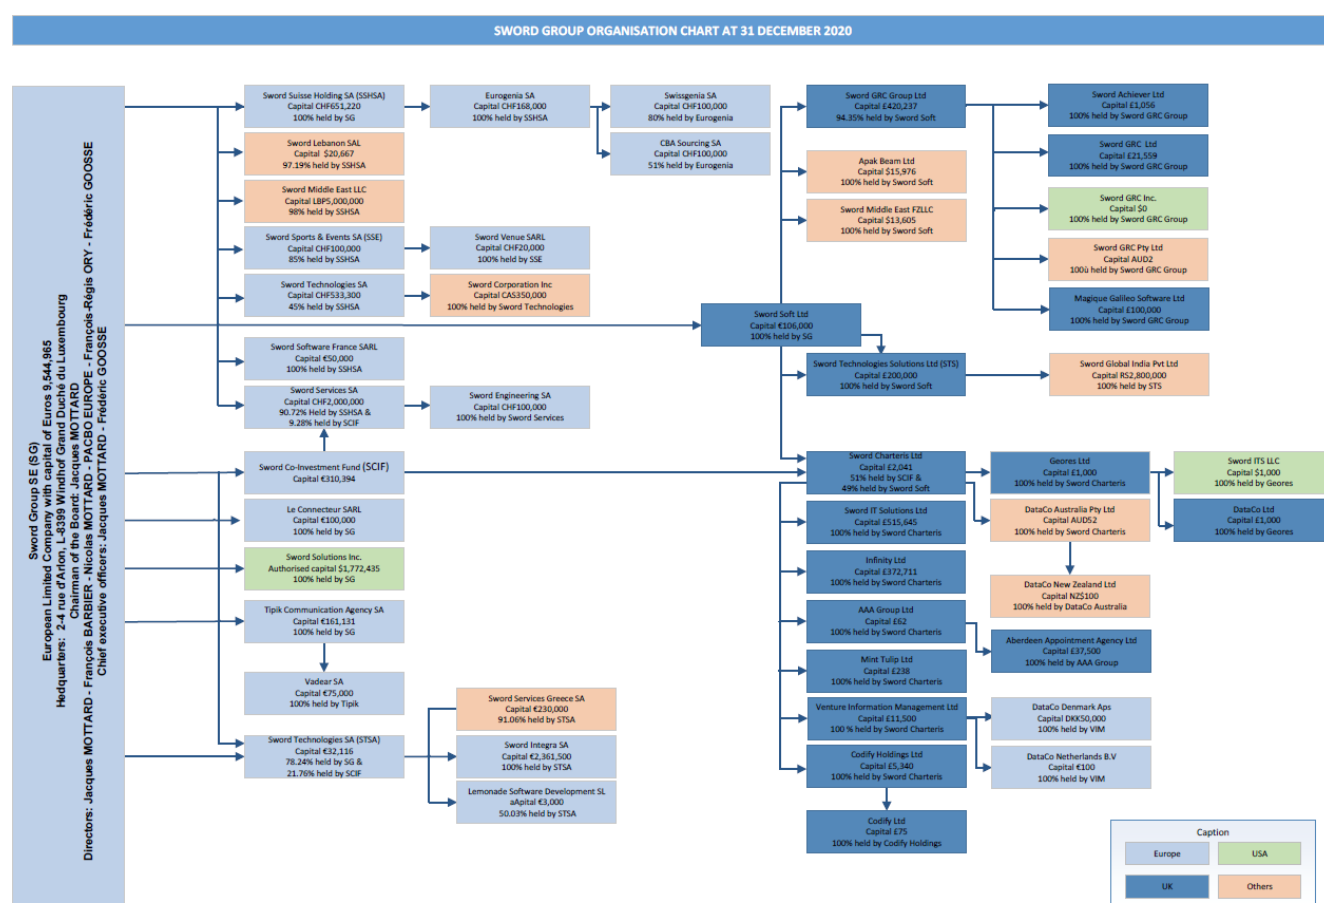 SWORD GROUP ORGANISATION CHART AT 31 DECEMBER 2020
Sword Group SE (SG)
European Limited Company with capital of Euros 9,544,965
Hedquarters: 2-4 rue d'Arlon, L-8399 Windhof Grand Duché du Luxembourg
Chairman of the Board: Jacques MOTTARD
Directors: Jacques MOTTARD - François BARBIER - Nicolas MOTTARD - PACBO EUROPE - François-Régis ORY - Frédéric GOOSSE
Chief executive officers: Jacques MOTTARD - Frédéric GOOSSE
Sword Suisse Holding SA (SSHSA)
Capital CHF651,220
100% held by SG
Eurogenia SA
Capital CHF168,000
100% held by SSHSA
Swissgenia SA
Capital CHF100,000
80% held by Eurogenia
CBA Sourcing SA
Capital CHF100,000
51% held by Eurogenia
Sword Lebanon SAL
Capital $20,667
97.19% held by SSHSA
Sword Middle East LLC
Capital LBP5,000,000
98% held by SSHSA
Sword Sports & Events SA (SSE)
Capital CHF100,000
85% held by SSHSA
Sword Venue SARL
Capital CHF20,000
100% held by SSE
Sword Technologies SA
Capital CHF533,300
45% held by SSHSA
Sword Corporation Inc
Capital CAS350,000
100% held by Sword Technologies
Sword Software France SARL
Capital €50,000
100% held by SSHSA
Sword Services SA
Capital CHF2,000,000
90.72% Held by SSHSA &
9.28% held by SCIF
Sword Engineering SA
Capital CHF100,000
100% held by Sword Services
Sword Co-Investment Fund (SCIF)
Capital €310,394
Le Connecteur SARL
Capital €100,000
100% held by SG
Sword Solutions Inc.
Authorised capital $1,772,435
100% held by SG
Tipik Communication Agency SA
Capital €161,131
100% held by SG
Vadear SA
Capital €75,000
100% held by Tipik
Sword Technologies SA (STSA)
Capital €32,116
78.24% held by SG &
21.76% held by SCIF
Sword Services Greece SA
Capital €230,000
91.06% held by STSA
Sword Integra SA
Capital €2,361,500
100% held by STSA
Lemonade Software Development SL
aApital €3,000
50.03% held by STSA
Sword Soft Ltd
Capital €106,000
100% held by SG
Sword GRC Group Ltd
Capital £420,237
94.35% held by Sword Soft
Apak Beam Ltd
Capital $15,976
100% held by Sword Soft
Sword Middle East FZLLC
Capital $13,605
100% held by Sword Soft
Sword Achiever Ltd
Capital £1,056
100% held by Sword GRC Group
Sword GRC Ltd
Capital £21,559
100% held by Sword GRC Group
Sword GRC Inc.
Capital $0
100% held by Sword GRC Group
Sword GRC Pty Ltd
Capital AUD2
100ù held by Sword GRC Group
Magique Galileo Software Ltd
Capital £100,000
100% held by Sword GRC Group
Sword Technologies Solutions Ltd (STS)
Capital £200,000
100% held by Sword Soft
Sword Global India Pvt Ltd
Capital RS2,800,000
100% held by STS
Sword Charteris Ltd
Capital £2,041
51% held by SCIF &
49% held by Sword Soft
Geores Ltd
Capital £1,000
100% held by Sword Charteris
Sword ITS LLC
Capital $1,000
100% held by Geores
DataCo Ltd
Capital £1,000
100% held by Geores
DataCo Australia Pty Ltd
Capital AUD52
100% held by Sword Charteris
DataCo New Zealand Ltd
Capital NZ$100
100% held by DataCo Australia
Sword IT Solutions Ltd
Capital £515,645
100% held by Sword Charteris
Infinity Ltd
Capital £372,711
100% held by Sword Charteris
AAA Group Ltd
Capital £62
100% held by Sword Charteris
Aberdeen Appointment Agency Ltd
Capital £37,500
100% held by AAA Group
Mint Tulip Ltd
Capital £238
100% held by Sword Charteris
Venture Information Management Ltd
Capital £11,500
100 % held by Sword Charteris
DataCo Denmark Aps
Capital DKK50,000
100% held by VIM
DataCo Netherlands B.V
Capital €100
100% held by VIM
Codify Holdings Ltd
Capital £5,340
100% held by Sword Charteris
Codify Ltd
Capital £75
100% held by Codify Holdings
Caption
Europe
USA
UK
Others